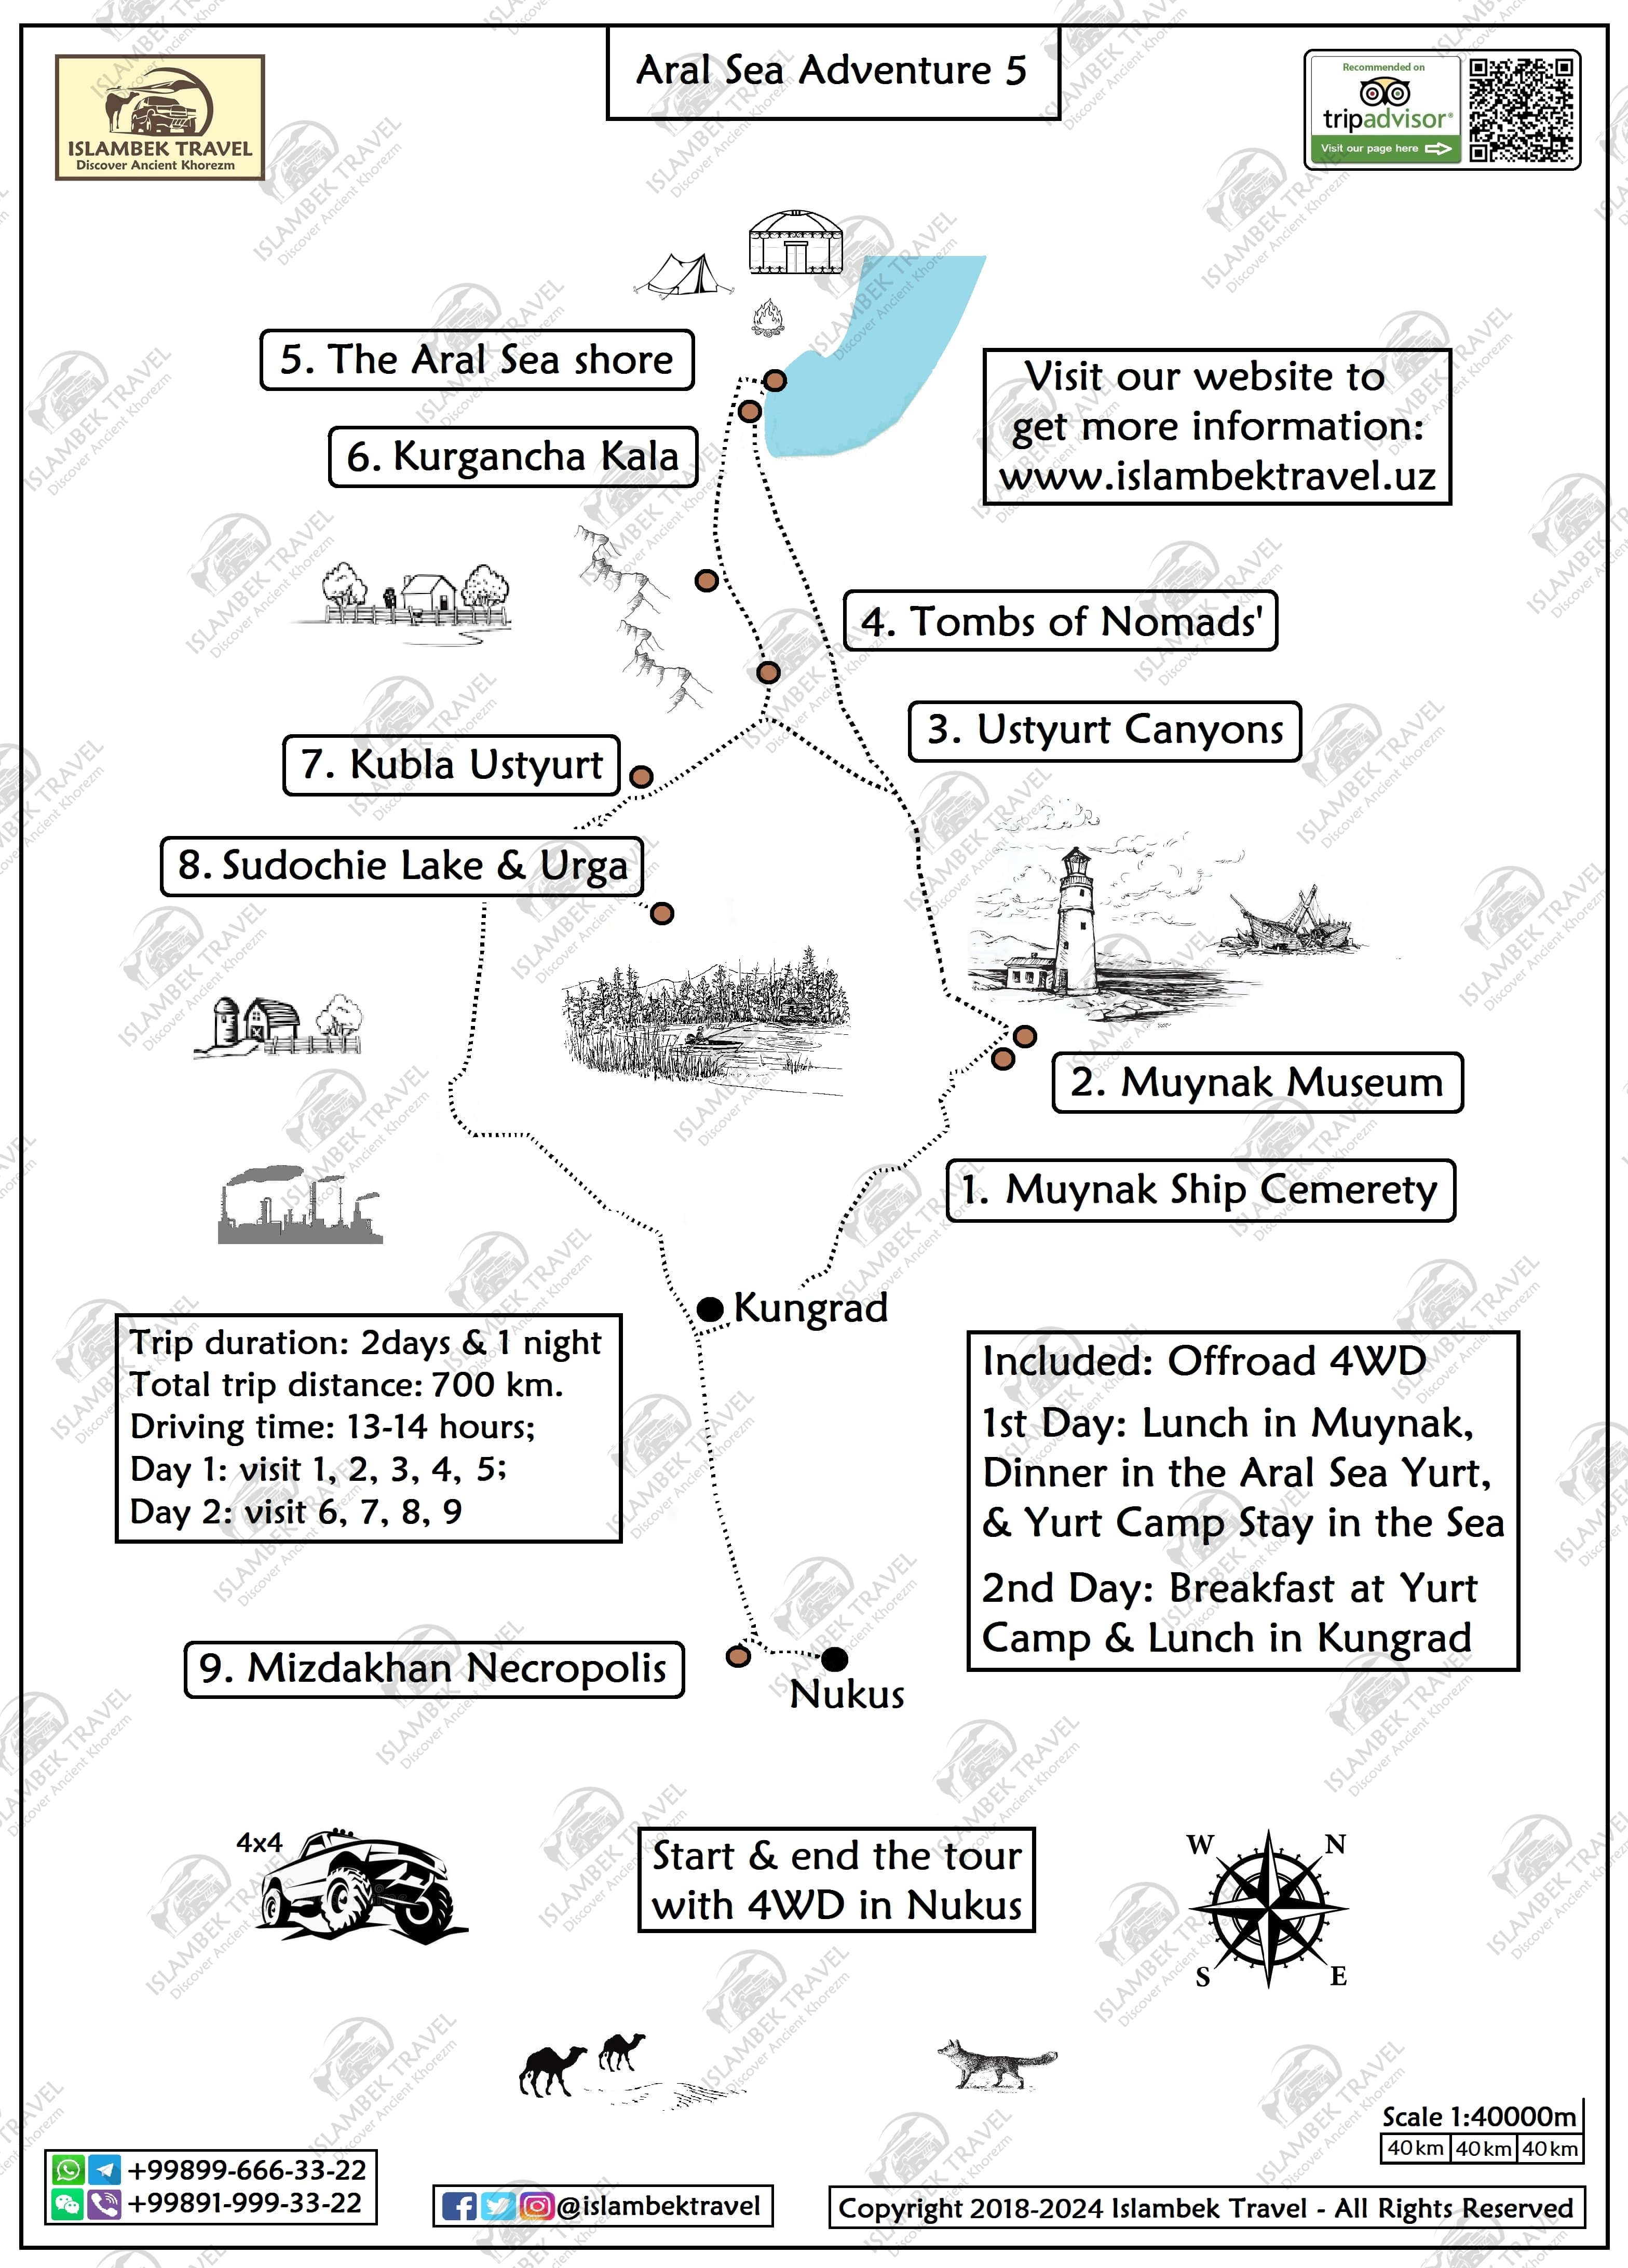 Aral Sea Adventure 5
ISLAMBEK TRAVEL
Discover Ancient Khorezm
Recommended on
tripadvisor®
Visit our page here
5. The Aral Sea shore
Visit our website to
get more information:
www.islambektravel.uz
6. Kurgancha Kala
4. Tombs of Nomads'
3. Ustyurt Canyons
7. Kubla Ustyurt
8. Sudochie Lake & Urga
2. Muynak Museum
1. Muynak Ship Cemerety
Kungrad
Trip duration: 2days & 1 night
Total trip distance: 700 km.
Driving time: 13-14 hours;
Day 1: visit 1, 2, 3, 4, 5;
Day 2: visit 6, 7, 8, 9
Included: Offroad 4WD
1st Day: Lunch in Muynak,
Dinner in the Aral Sea Yurt,
& Yurt Camp Stay in the Sea
2nd Day: Breakfast at Yurt
Camp & Lunch in Kungrad
9. Mizdakhan Necropolis
Nukus
4x4
Start & end the tour
with 4WD in Nukus
W N
S E
Scale 1:40000m
40 km 40 km 40 km
+99899-666-33-22
+99891-999-33-22
@islambektravel
Copyright 2018-2024 Islambek Travel - All Rights Reserved